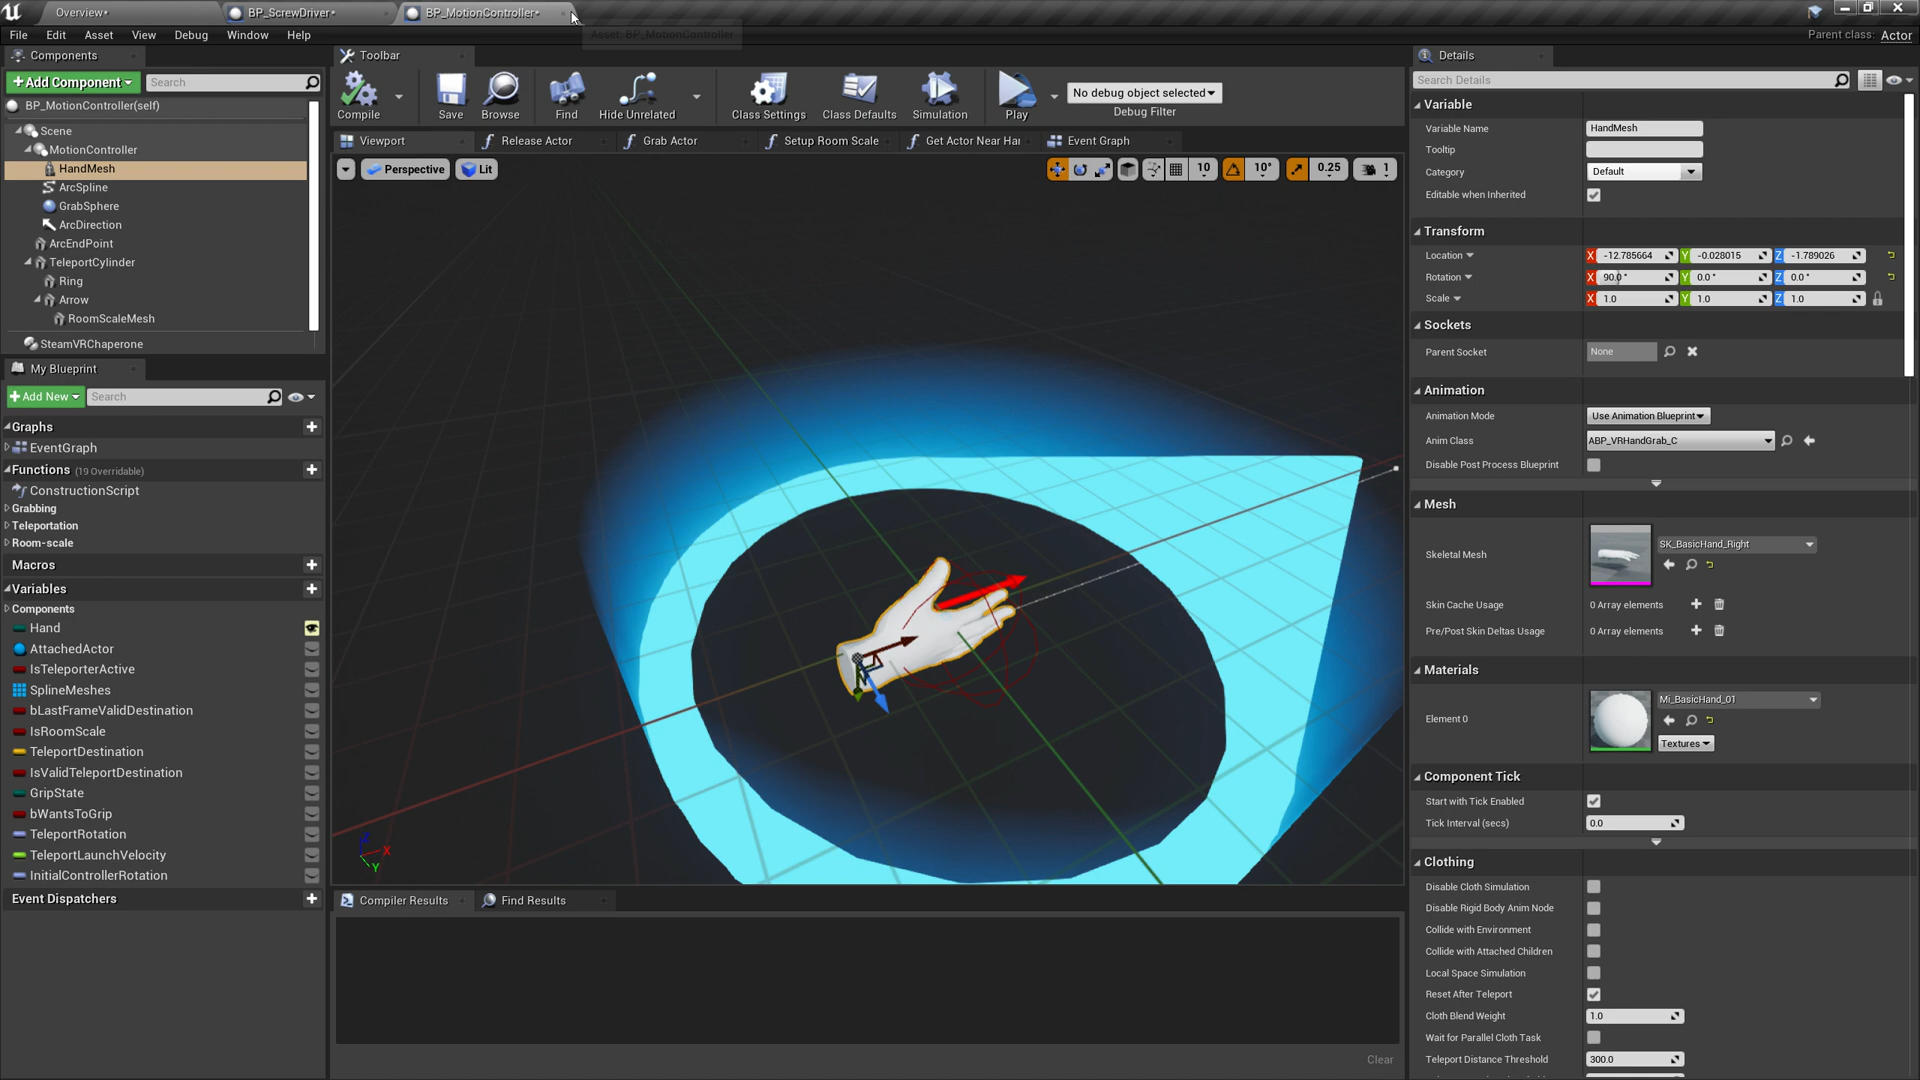 Overview•
BP_ScrewDriver•
BP_MotionController•
File
Edit
Asset
View
Debug
Window
Help
Asset: BP_MotionController
Parent class: Actor
Components
+Add Component
Search
BP_MotionController(self)
Scene
MotionController
HandMesh
ArcSpline
GrabSphere
ArcDirection
ArcEndPoint
TeleportCylinder
Ring
Arrow
RoomScaleMesh
SteamVRChaperone
My Blueprint
+Add New
Search
Graphs
EventGraph
Functions (19 Overridable)
ConstructionScript
Grabbing
Teleportation
Room-scale
Macros
Variables
Components
Hand
AttachedActor
IsTeleporterActive
SplineMeshes
bLastFrameValidDestination
IsRoomScale
TeleportDestination
IsValidTeleportDestination
GripState
bWantsToGrip
TeleportRotation
TeleportLaunchVelocity
InitialControllerRotation
Event Dispatchers
Toolbar
Compile
Save
Browse
Find
Hide Unrelated
Class Settings
Class Defaults
Simulation
Play
No debug object selected
Debug Filter
Viewport
Release Actor
Grab Actor
Setup Room Scale
Get Actor Near Har
Event Graph
Perspective
Lit
10
10°
0.25
1
X
Y
Compiler Results
Find Results
Clear
Details
Search Details
Variable
Variable Name HandMesh
Tooltip
Category Default
Editable when Inherited
Transform
Location X -12.785664 Y -0.028015 Z -1.789026
Rotation X 90.0 ° Y 0.0 ° Z 0.0 °
Scale X 1.0 Y 1.0 Z 1.0
Sockets
Parent Socket None
Animation
Animation Mode Use Animation Blueprint
Anim Class ABP_VRHandGrab_C
Disable Post Process Blueprint
Mesh
Skeletal Mesh SK_BasicHand_Right
Skin Cache Usage 0 Array elements
Pre/Post Skin Deltas Usage 0 Array elements
Materials
Element 0 Mi_BasicHand_01
Textures
Component Tick
Start with Tick Enabled
Tick Interval (secs) 0.0
Clothing
Disable Cloth Simulation
Disable Rigid Body Anim Node
Collide with Environment
Collide with Attached Children
Local Space Simulation
Reset After Teleport
Cloth Blend Weight 1.0
Wait for Parallel Cloth Task
Teleport Distance Threshold 300.0